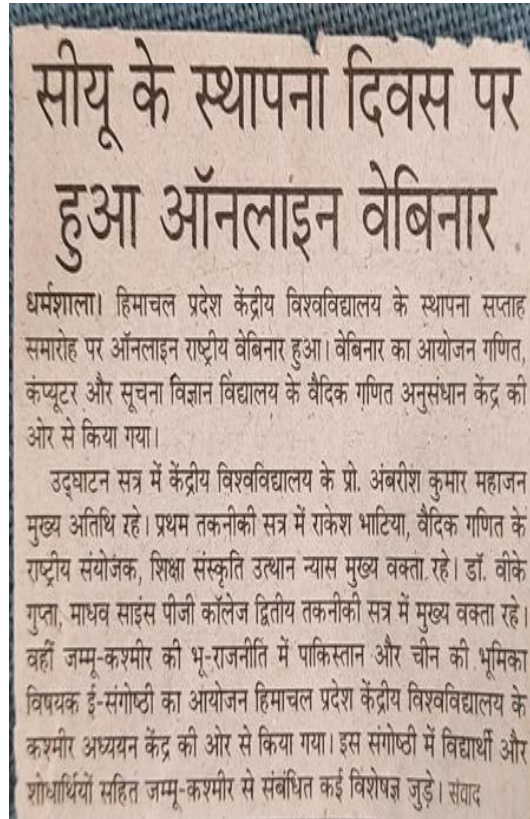 सीयू के स्थापना दिवस पर
हुआ ऑनलाइन वेबिनार
धर्मशाला। हिमाचल प्रदेश केंद्रीय विश्वविद्यालय के स्थापना सप्ताह
समारोह पर ऑनलाइन राष्ट्रीय वेबिनार हुआ। वेबिनार का आयोजन गणित,
कंप्यूटर और सूचना विज्ञान विद्यालय के वैदिक गणित अनुसंधान केंद्र की
ओर से किया गया।
उद्घाटन सत्र में केंद्रीय विश्वविद्यालय के प्रो. अंबरीश कुमार महाजन
मुख्य अतिथि रहे। प्रथम तकनीकी सत्र में राकेश भाटिया, वैदिक गणित के
राष्ट्रीय संयोजक, शिक्षा संस्कृति उत्थान न्यास मुख्य वक्ता रहे। डॉ. वीके
गुप्ता, माधव साइंस पीजी कॉलेज द्वितीय तकनीकी सत्र में मुख्य वक्ता रहे।
वहीं जम्मू-कश्मीर की भू-राजनीति में पाकिस्तान और चीन की भूमिका
विषयक ई-संगोष्ठी का आयोजन हिमाचल प्रदेश केंद्रीय विश्वविद्यालय के
कश्मीर अध्ययन केंद्र की ओर से किया गया। इस संगोष्ठी में विद्यार्थी और
शोधार्थियों सहित जम्मू-कश्मीर से संबंधित कई विशेषज्ञ जुड़े। संवाद